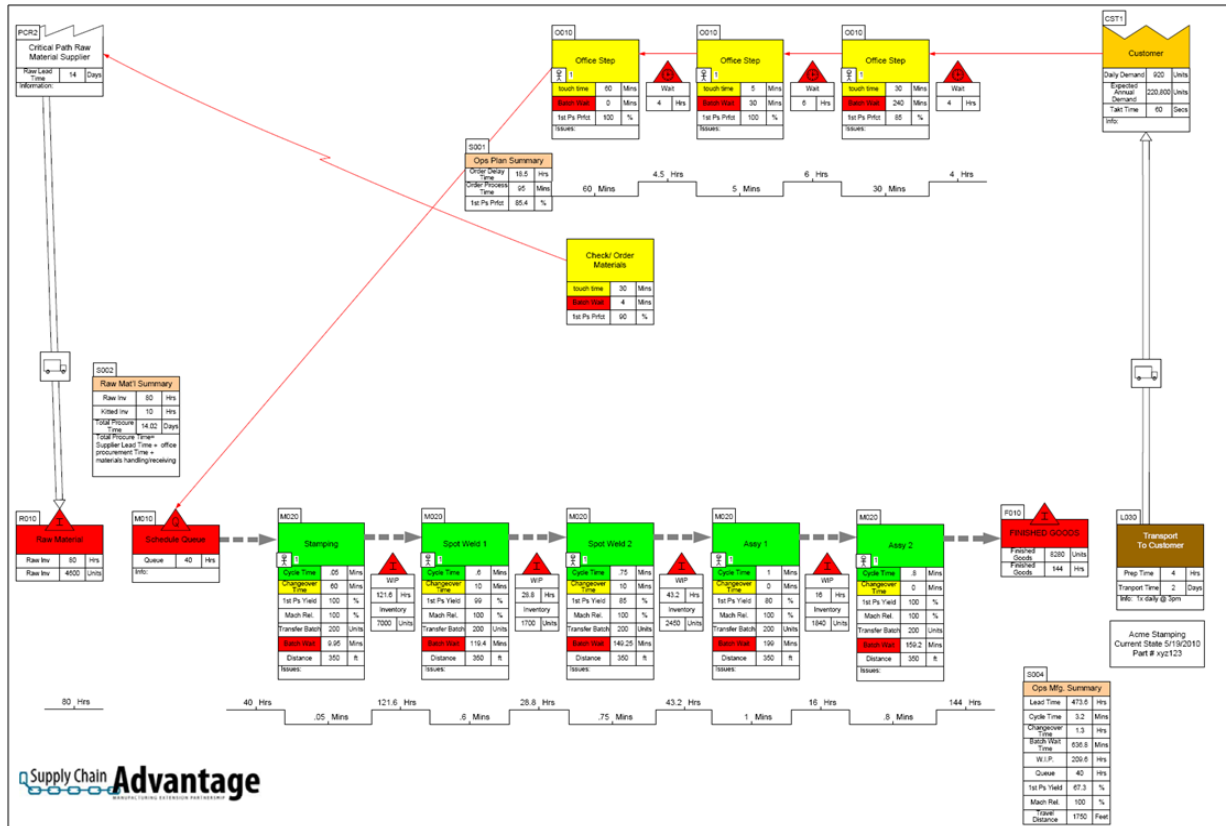 PCR2
Critical Path Raw
Material Supplier
Raw Lead Time 14 Days
Information:
O010
Office Step
1
touch time 60 Mins
Batch Wait 0 Mins
1st Ps Prfct 100 %
Issues:
Wait
4 Hrs
O010
Office Step
1
touch time 5 Mins
Batch Wait 30 Mins
1st Ps Prfct 100 %
Issues:
Wait
6 Hrs
O010
Office Step
1
touch time 30 Mins
Batch Wait 240 Mins
1st Ps Prfct 85 %
Issues:
Wait
4 Hrs
CST1
Customer
Daily Demand 920 Units
Expected Annual Demand 220,800 Units
Takt Time 60 Secs
Info:
S001
Ops Plan Summary
Order Delay Time 18.5 Hrs
Order Process Time 95 Mins
1st Ps Prfct 85.4 %
60 Mins
4.5 Hrs
5 Mins
6 Hrs
30 Mins
4 Hrs
Check/ Order
Materials
touch time 30 Mins
Batch Wait 4 Mins
1st Ps Prfct 90 %
S002
Raw Mat'l Summary
Raw Inv 80 Hrs
Kitted Inv 10 Hrs
Total Procure Time 14.02 Days
Total Procure Time=
Supplier Lead Time + office
procurement Time +
materials handling/receiving
R010
I
Raw Material
Raw Inv 80 Hrs
Raw Inv 4600 Units
M010
Q
Schedule Queue
Queue 40 Hrs
Info:
M020
Stamping
1
Cycle Time .05 Mins
Changeover Time 60 Mins
1st Ps Yield 100 %
Mach Rel. 100 %
Transfer Batch 200 Units
Batch Wait 9.95 Mins
Distance 350 ft
Issues:
I
WIP
121.6 Hrs
Inventory
7000 Units
M020
Spot Weld 1
1
Cycle Time .6 Mins
Changeover Time 10 Mins
1st Ps Yield 99 %
Mach Rel. 100 %
Transfer Batch 200 Units
Batch Wait 119.4 Mins
Distance 350 ft
Issues:
I
WIP
28.8 Hrs
Inventory
1700 Units
M020
Spot Weld 2
1
Cycle Time .75 Mins
Changeover Time 10 Mins
1st Ps Yield 85 %
Mach Rel. 100 %
Transfer Batch 200 Units
Batch Wait 149.25 Mins
Distance 350 ft
Issues:
I
WIP
43.2 Hrs
Inventory
2450 Units
M020
Assy 1
1
Cycle Time 1 Mins
Changeover Time 0 Mins
1st Ps Yield 80 %
Mach Rel. 100 %
Transfer Batch 200 Units
Batch Wait 199 Mins
Distance 350 ft
Issues:
I
WIP
16 Hrs
Inventory
1840 Units
M020
Assy 2
1
Cycle Time .8 Mins
Changeover Time 0 Mins
1st Ps Yield 100 %
Mach Rel. 100 %
Transfer Batch 200 Units
Batch Wait 159.2 Mins
Distance 350 ft
Issues:
F010
I
FINISHED GOODS
Finished Goods 8280 Units
Finished Goods 144 Hrs
L030
Transport
To Customer
Prep Time 4 Hrs
Tranport Time 2 Days
Info: 1x daily @ 3pm
Acme Stamping
Current State 5/19/2010
Part # xyz123
80 Hrs
40 Hrs
.05 Mins
121.6 Hrs
.6 Mins
28.8 Hrs
.75 Mins
43.2 Hrs
1 Mins
16 Hrs
.8 Mins
144 Hrs
S004
Ops Mfg. Summary
Lead Time 473.6 Hrs
Cycle Time 3.2 Mins
Changeover Time 1.3 Hrs
Batch Wait Time 636.8 Mins
W.I.P. 209.6 Hrs
Queue 40 Hrs
1st Ps Yield 67.3 %
Mach Rel. 100 %
Travel Distance 1750 Feet
Supply Chain Advantage
MANUFACTURING EXTENSION PARTNERSHIP